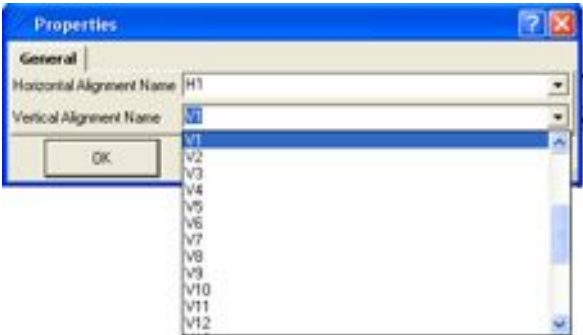 Properties
General
Horizontal Alignment Name H1
Vertical Alignment Name V1
OK
V1
V2
V3
V4
V5
V6
V7
V8
V9
V10
V11
V12